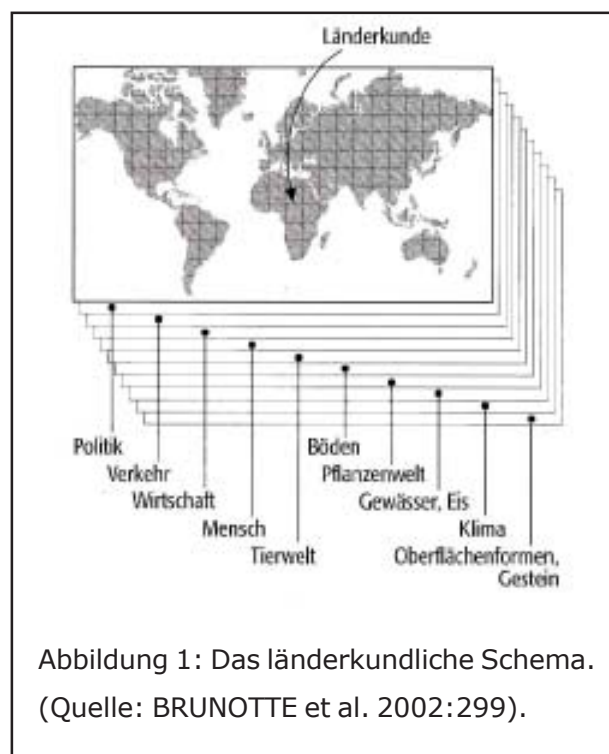 Länderkunde
Politik
Verkehr
Wirtschaft
Mensch
Tierwelt
Böden
Pflanzenwelt
Gewässer, Eis
Klima
Oberflächenformen,
Gestein
Abbildung 1: Das länderkundliche Schema.
(Quelle: BRUNOTTE et al. 2002:299).